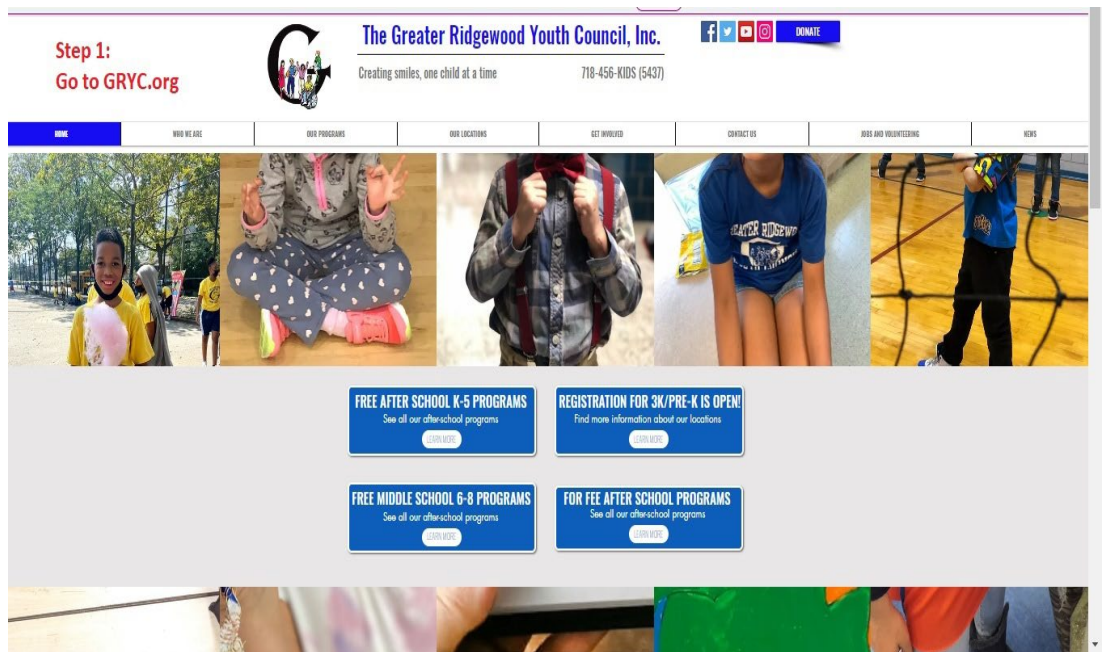 Step 1:
Go to GRYC.org
The Greater Ridgewood Youth Council, Inc.
Creating smiles, one child at a time
718-456-KIDS (5437)
DONATE
HOME
WHO WE ARE
OUR PROGRAMS
OUR LOCATIONS
GET INVOLVED
CONTACT US
JOBS AND VOLUNTEERING
NEWS
FREE AFTER SCHOOL K-5 PROGRAMS
See all our after-school programs
LEARN MORE
REGISTRATION FOR 3K/PRE-K IS OPEN!
Find more information about our locations
LEARN MORE
FREE MIDDLE SCHOOL 6-8 PROGRAMS
See all our after-school programs
LEARN MORE
FOR FEE AFTER SCHOOL PROGRAMS
See all our after-school programs
LEARN MORE